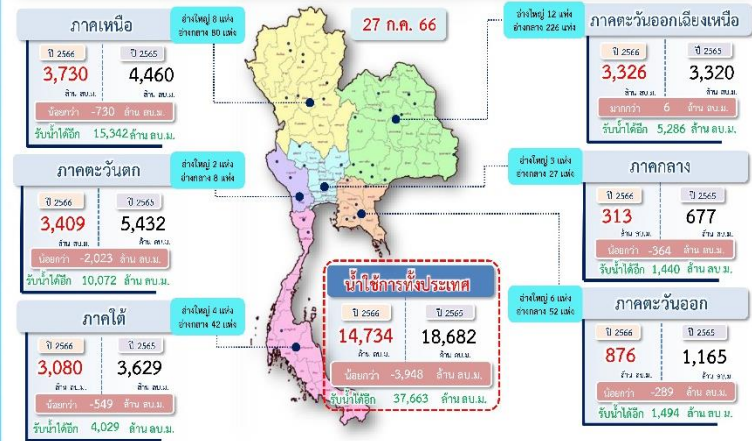 27 ก.ค. 66
ภาคเหนือ
ปี 2566
ปี 2565
3,730
4,460
ล้าน ลบ.ม.
ล้าน ลบ.ม.
น้อยกว่า -730 ล้าน ลบ.ม.
รับน้ำได้อีก 15,342 ล้าน ลบ.ม.
อ่างใหญ่ 8 แห่ง
อ่างกลาง 80 แห่ง
อ่างใหญ่ 12 แห่ง
อ่างกลาง 226 แห่ง
ภาคตะวันออกเฉียงเหนือ
ปี 2566
ปี 2565
3,326
3,320
ล้าน ลบ.ม.
ล้าน ลบ.ม.
มากกว่า 6 ล้าน ลบ.ม.
รับน้ำได้อีก 5,286 ล้าน ลบ.ม.
ภาคตะวันตก
ปี 2566
ปี 2565
3,409
5,432
ล้าน ลบ.ม.
ล้าน ลบ.ม.
น้อยกว่า -2,023 ล้าน ลบ.ม.
รับน้ำได้อีก 10,072 ล้าน ลบ.ม.
อ่างใหญ่ 2 แห่ง
อ่างกลาง 8 แห่ง
อ่างใหญ่ 3 แห่ง
อ่างกลาง 27 แห่ง
ภาคกลาง
ปี 2566
ปี 2565
313
677
ล้าน ลบ.ม.
ล้าน ลบ.ม.
น้อยกว่า -364 ล้าน ลบ.ม.
รับน้ำได้อีก 1,440 ล้าน ลบ.ม.
ภาคใต้
ปี 2566
ปี 2565
3,080
3,629
ล้าน ลบ.ม.
ล้าน ลบ.ม.
น้อยกว่า -549 ล้าน ลบ.ม.
รับน้ำได้อีก 4,029 ล้าน ลบ.ม.
อ่างใหญ่ 4 แห่ง
อ่างกลาง 42 แห่ง
น้ำใช้การทั้งประเทศ
ปี 2566
ปี 2565
14,734
18,682
ล้าน ลบ.ม.
ล้าน ลบ.ม.
น้อยกว่า -3,948 ล้าน ลบ.ม.
รับน้ำได้อีก 37,663 ล้าน ลบ.ม.
อ่างใหญ่ 6 แห่ง
อ่างกลาง 52 แห่ง
ภาคตะวันออก
ปี 2566
ปี 2565
876
1,165
ล้าน ลบ.ม.
ล้าน ลบ.ม.
น้อยกว่า -289 ล้าน ลบ.ม.
รับน้ำได้อีก 1,494 ล้าน ลบ.ม.